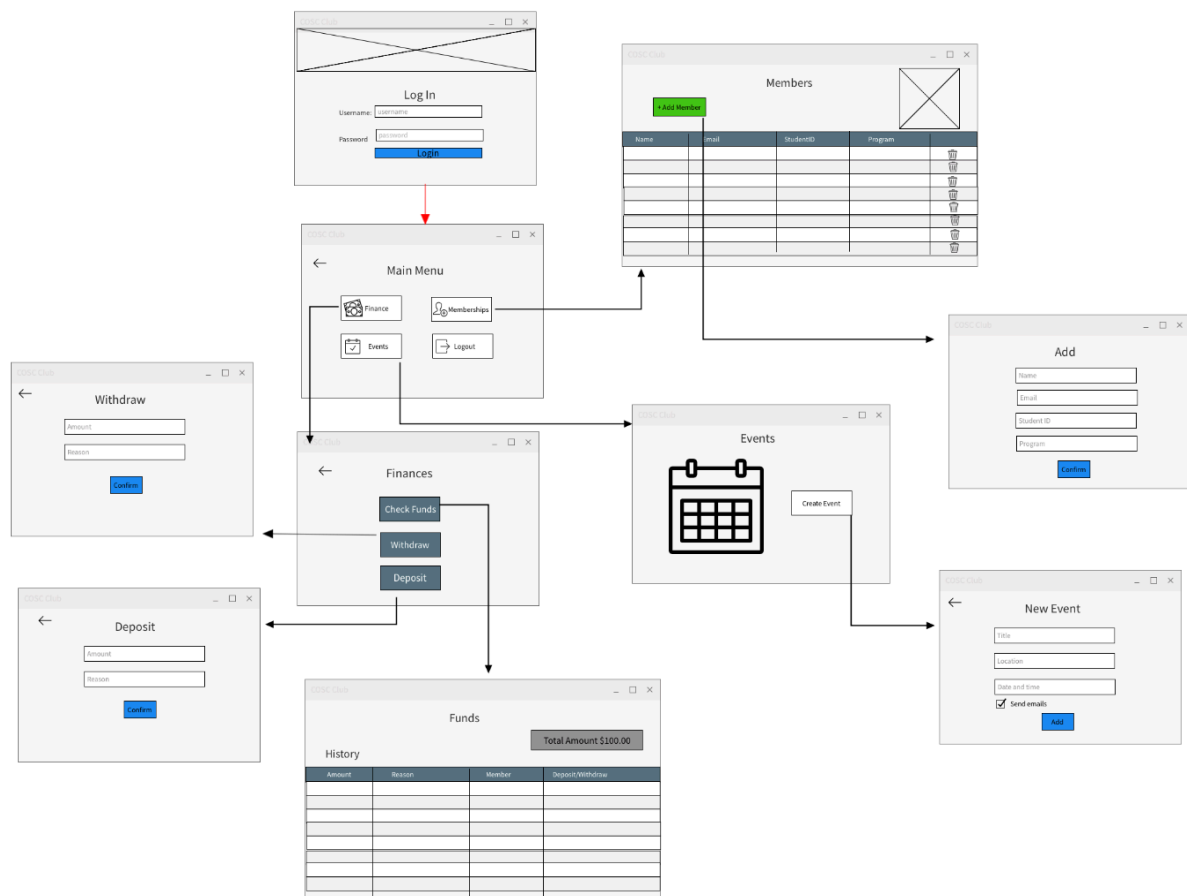 COSC Club
Log In
Username:
username
Password
password
Login
COSC Club
Members
+ Add Member
Name Email StudentID Program
COSC Club
Main Menu
Finance
Memberships
Events
Logout
COSC Club
Add
Name
Email
Student ID
Program
Confirm
COSC Club
Withdraw
Amount
Reason
Confirm
COSC Club
Finances
Check Funds
Withdraw
Deposit
COSC Club
Events
Create Event
COSC Club
Deposit
Amount
Reason
Confirm
COSC Club
New Event
Title
Location
Date and time
Send emails
Add
COSC Club
Funds
Total Amount $100.00
History
Amount Reason Member Deposit/Withdraw